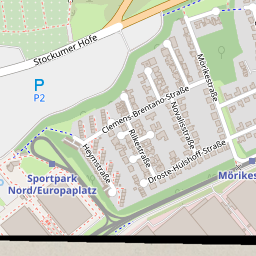 Stockumer Höfe
P
P2
Mörikestraße
Clemens-Brentano-Straße
Novalisstraße
Rilkestraße
Heymstraße
Droste-Hülshoff-Straße
Sportpark
Nord/Europaplatz
Mörikes